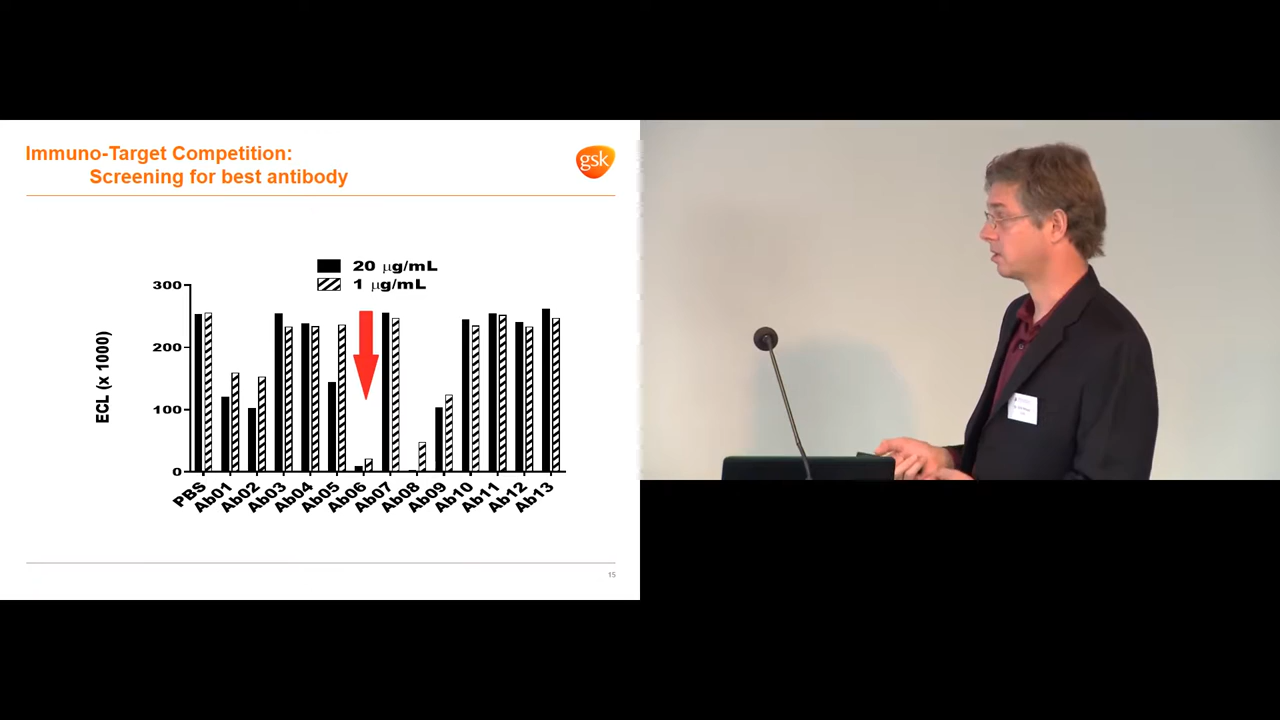 Immuno-Target Competition:
Screening for best antibody
gsk
20 µg/mL
1 µg/mL
300
200
100
0
ECL (x 1000)
PBS
Ab01
Ab02
Ab03
Ab04
Ab05
Ab06
Ab07
Ab08
Ab09
Ab10
Ab11
Ab12
Ab13
15